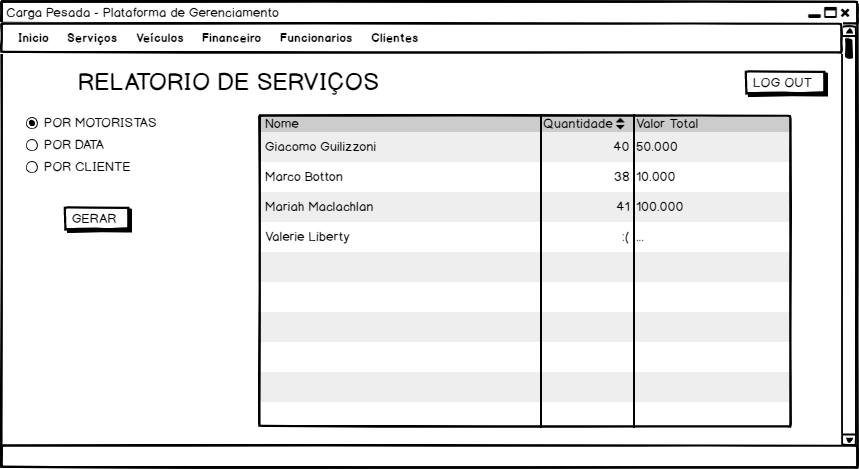 Carga Pesada - Plataforma de Gerenciamento
Inicio Serviços Veículos Financeiro Funcionarios Clientes
RELATORIO DE SERVIÇOS
LOG OUT
POR MOTORISTAS
POR DATA
POR CLIENTE
GERAR
Nome Quantidade Valor Total
Giacomo Guilizzoni 40 50.000
Marco Botton 38 10.000
Mariah Maclachlan 41 100.000
Valerie Liberty :( ...